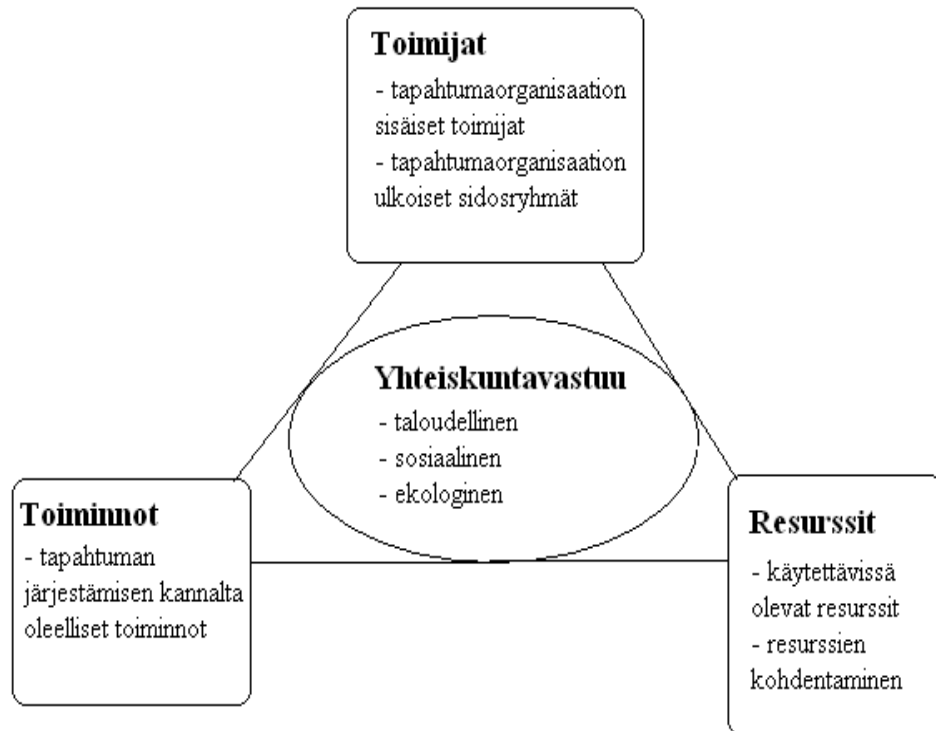 Toimijat
- tapahtumaorganisaation
sisäiset toimijat
- tapahtumaorganisaation
ulkoiset sidosryhmät
Yhteiskuntavastuu
- taloudellinen
- sosiaalinen
- ekologinen
Toiminnot
- tapahtuman
järjestämisen kannalta
oleelliset toiminnot
Resurssit
- käytettävissä
olevat resurssit
- resurssien
kohdentaminen